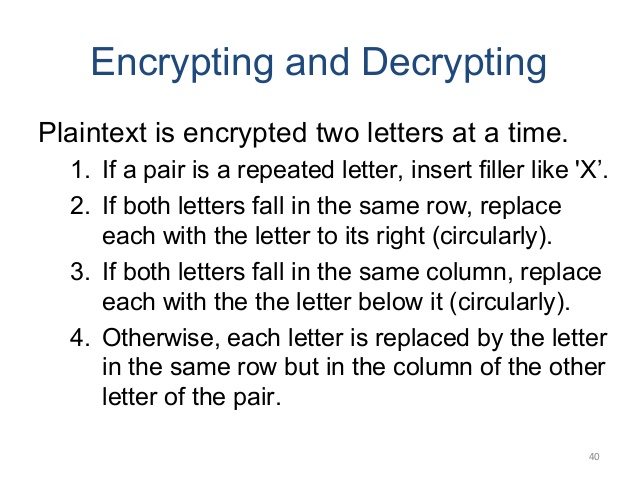 Encrypting and Decrypting
Plaintext is encrypted two letters at a time.
1. If a pair is a repeated letter, insert filler like 'X’.
2. If both letters fall in the same row, replace
each with the letter to its right (circularly).
3. If both letters fall in the same column, replace
each with the the letter below it (circularly).
4. Otherwise, each letter is replaced by the letter
in the same row but in the column of the other
letter of the pair.
40